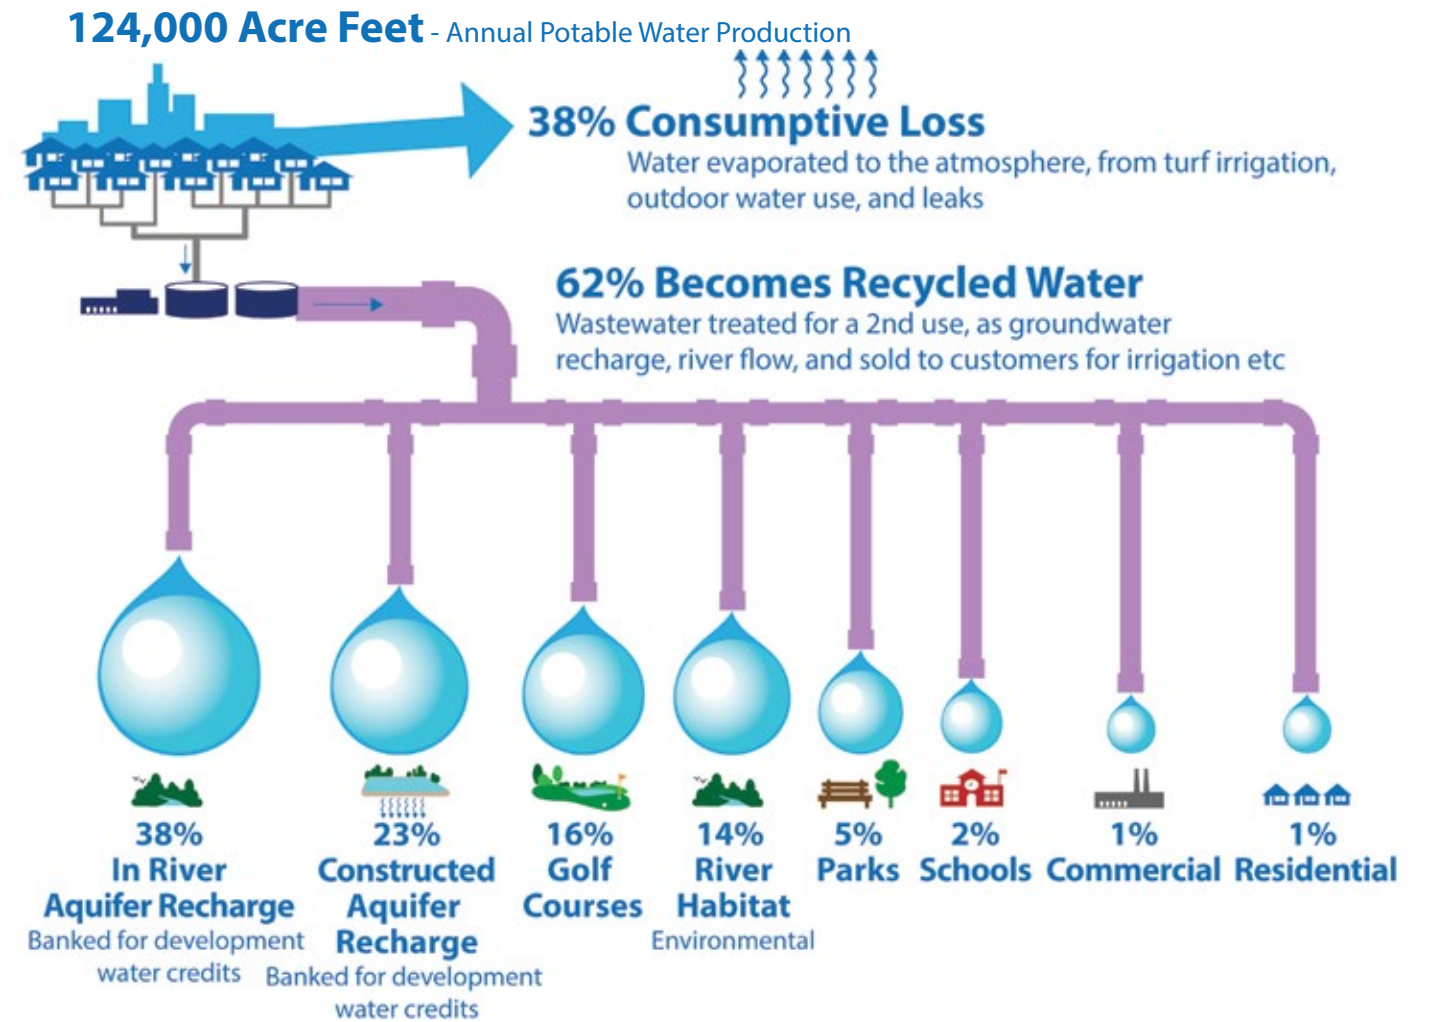 124,000 Acre Feet - Annual Potable Water Production
38% Consumptive Loss
Water evaporated to the atmosphere, from turf irrigation,
outdoor water use, and leaks
62% Becomes Recycled Water
Wastewater treated for a 2nd use, as groundwater
recharge, river flow, and sold to customers for irrigation etc
38%
In River
Aquifer Recharge
Banked for development
water credits
23%
Constructed
Aquifer
Recharge
Banked for development
water credits
16%
Golf
Courses
14%
River
Habitat
Environmental
5%
Parks
2%
Schools
1%
Commercial
1%
Residential